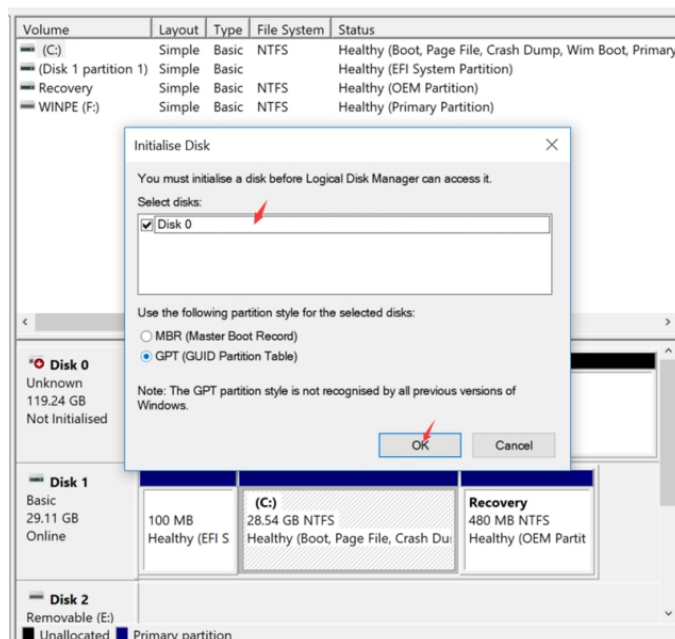 Volume Layout Type File System Status
(C:) Simple Basic NTFS Healthy (Boot, Page File, Crash Dump, Wim Boot, Primary
(Disk 1 partition 1) Simple Basic Healthy (EFI System Partition)
Recovery Simple Basic NTFS Healthy (OEM Partition)
WINPE (F:) Simple Basic NTFS Healthy (Primary Partition)
Initialise Disk
You must initialise a disk before Logical Disk Manager can access it.
Select disks:
Disk 0
Use the following partition style for the selected disks:
MBR (Master Boot Record)
GPT (GUID Partition Table)
Note: The GPT partition style is not recognised by all previous versions of
Windows.
OK Cancel
Disk 0
Unknown
119.24 GB
Not Initialised
Disk 1
Basic
29.11 GB
Online
100 MB
Healthy (EFI S
(C:)
28.54 GB NTFS
Healthy (Boot, Page File, Crash Du
Recovery
480 MB NTFS
Healthy (OEM Partit
Disk 2
Removable (E:)
Unallocated Primary partition